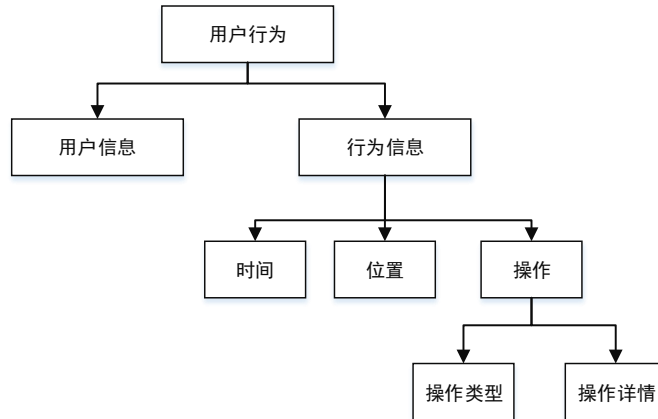 用户行为
用户信息
行为信息
时间
位置
操作
操作类型
操作详情